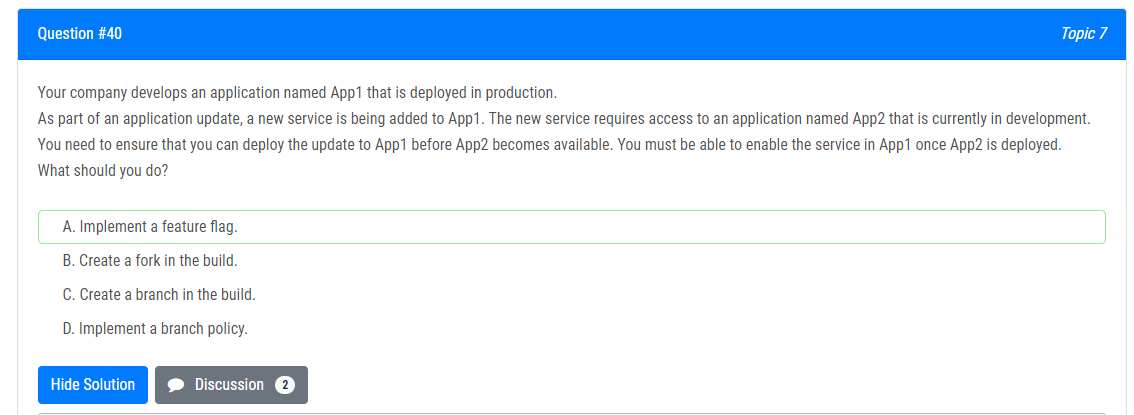 Question #40
Topic 7
Your company develops an application named App1 that is deployed in production.
As part of an application update, a new service is being added to App1. The new service requires access to an application named App2 that is currently in development.
You need to ensure that you can deploy the update to App1 before App2 becomes available. You must be able to enable the service in App1 once App2 is deployed.
What should you do?
A. Implement a feature flag.
B. Create a fork in the build.
C. Create a branch in the build.
D. Implement a branch policy.
Hide Solution
Discussion 2